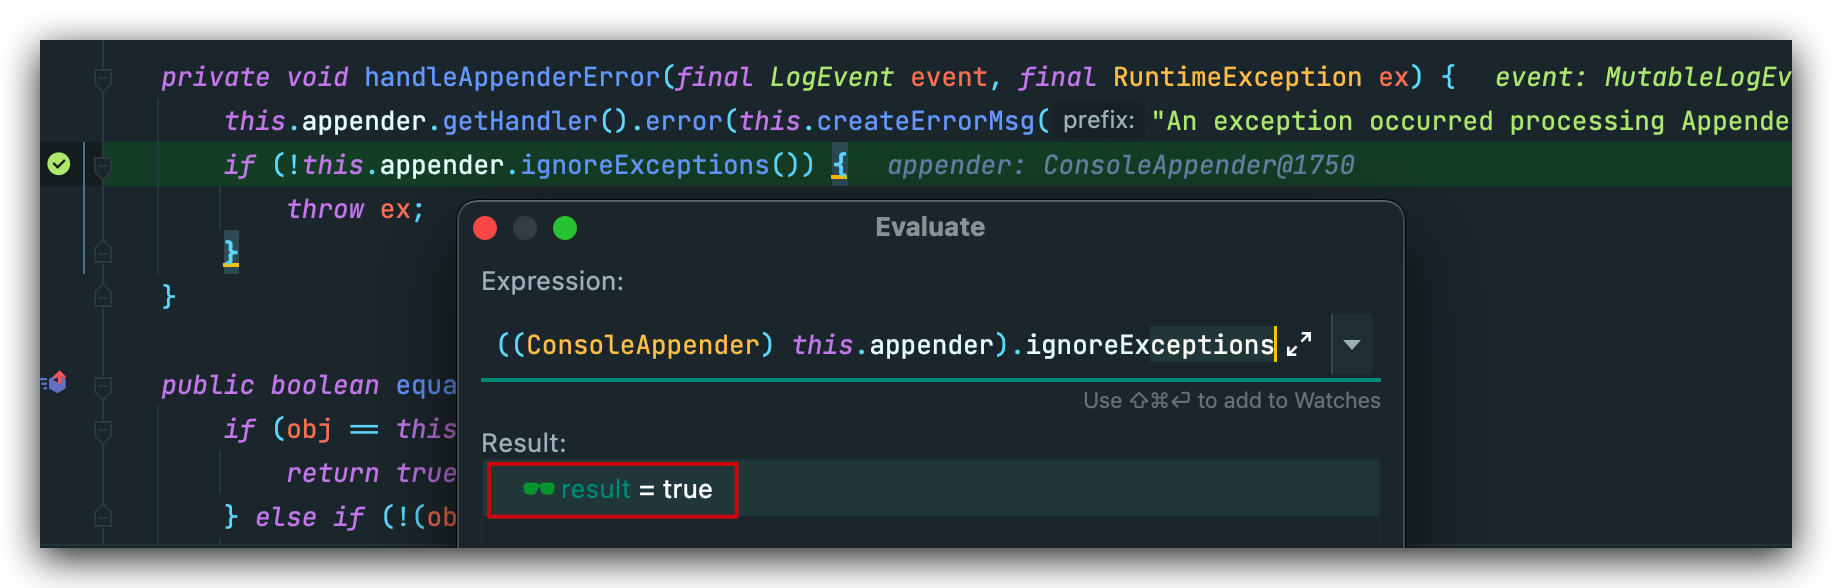 private void handleAppenderError(final LogEvent event, final RuntimeException ex) { event: MutableLogEv
this.appender.getHandler().error(this.createErrorMsg( prefix: "An exception occurred processing Appende
if (!this.appender.ignoreExceptions()) { appender: ConsoleAppender@1750
throw ex;
}
}
public boolean equa
if (obj == this
return true
} else if (!(ob
Evaluate
Expression:
((ConsoleAppender) this.appender).ignoreExceptions
Use ⇧⌘⏎ to add to Watches
Result:
result = true